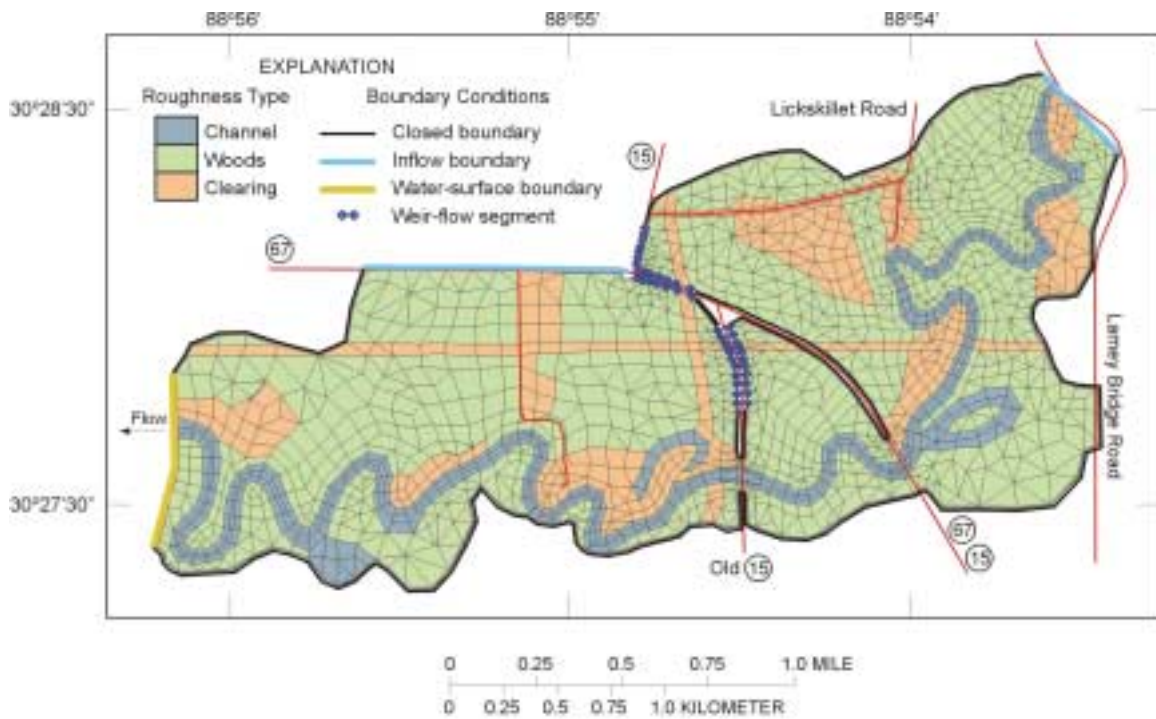 88°56' 88°55' 88°54'
30°28'30"
30°27'30"
EXPLANATION
Roughness Type
Channel
Woods
Clearing
Boundary Conditions
Closed boundary
Inflow boundary
Water-surface boundary
Weir-flow segment
Lickskillet Road
15
67
Flow
Larney Bridge Road
67
15
Old 15
0 0.25 0.5 0.75 1.0 MILE
0 0.25 0.5 0.75 1.0 KILOMETER